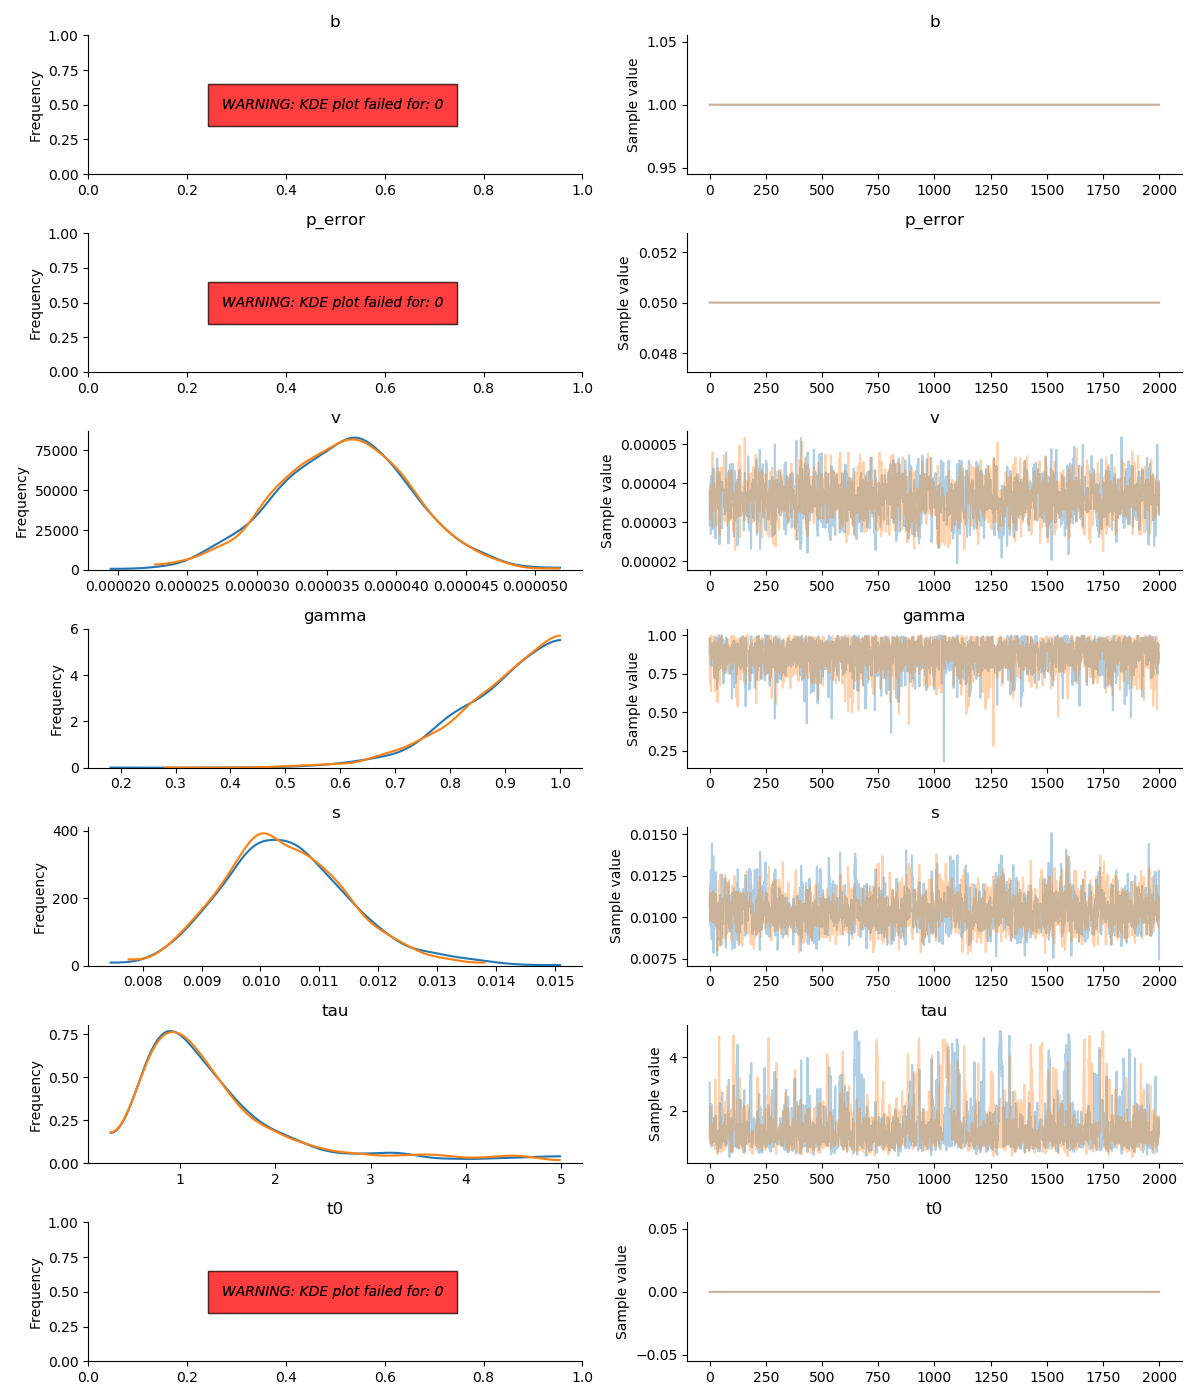 b
b
Frequency
1.00
0.75
0.50
0.25
0.00
WARNING: KDE plot failed for: 0
0.0 0.2 0.4 0.6 0.8 1.0
Sample value
1.05
1.00
0.95
0 250 500 750 1000 1250 1500 1750 2000
p_error
p_error
Frequency
1.00
0.75
0.50
0.25
0.00
WARNING: KDE plot failed for: 0
0.0 0.2 0.4 0.6 0.8 1.0
Sample value
0.052
0.050
0.048
0 250 500 750 1000 1250 1500 1750 2000
v
v
Frequency
75000
50000
25000
0
0.000020 0.000025 0.000030 0.000035 0.000040 0.000045 0.000050
Sample value
0.00005
0.00004
0.00003
0.00002
0 250 500 750 1000 1250 1500 1750 2000
gamma
gamma
Frequency
6
4
2
0
0.2 0.3 0.4 0.5 0.6 0.7 0.8 0.9 1.0
Sample value
1.00
0.75
0.50
0.25
0 250 500 750 1000 1250 1500 1750 2000
s
s
Frequency
400
200
0
0.008 0.009 0.010 0.011 0.012 0.013 0.014 0.015
Sample value
0.0150
0.0125
0.0100
0.0075
0 250 500 750 1000 1250 1500 1750 2000
tau
tau
Frequency
0.75
0.50
0.25
0.00
1 2 3 4 5
Sample value
4
2
0 250 500 750 1000 1250 1500 1750 2000
t0
t0
Frequency
1.00
0.75
0.50
0.25
0.00
WARNING: KDE plot failed for: 0
0.0 0.2 0.4 0.6 0.8 1.0
Sample value
0.05
0.00
−0.05
0 250 500 750 1000 1250 1500 1750 2000